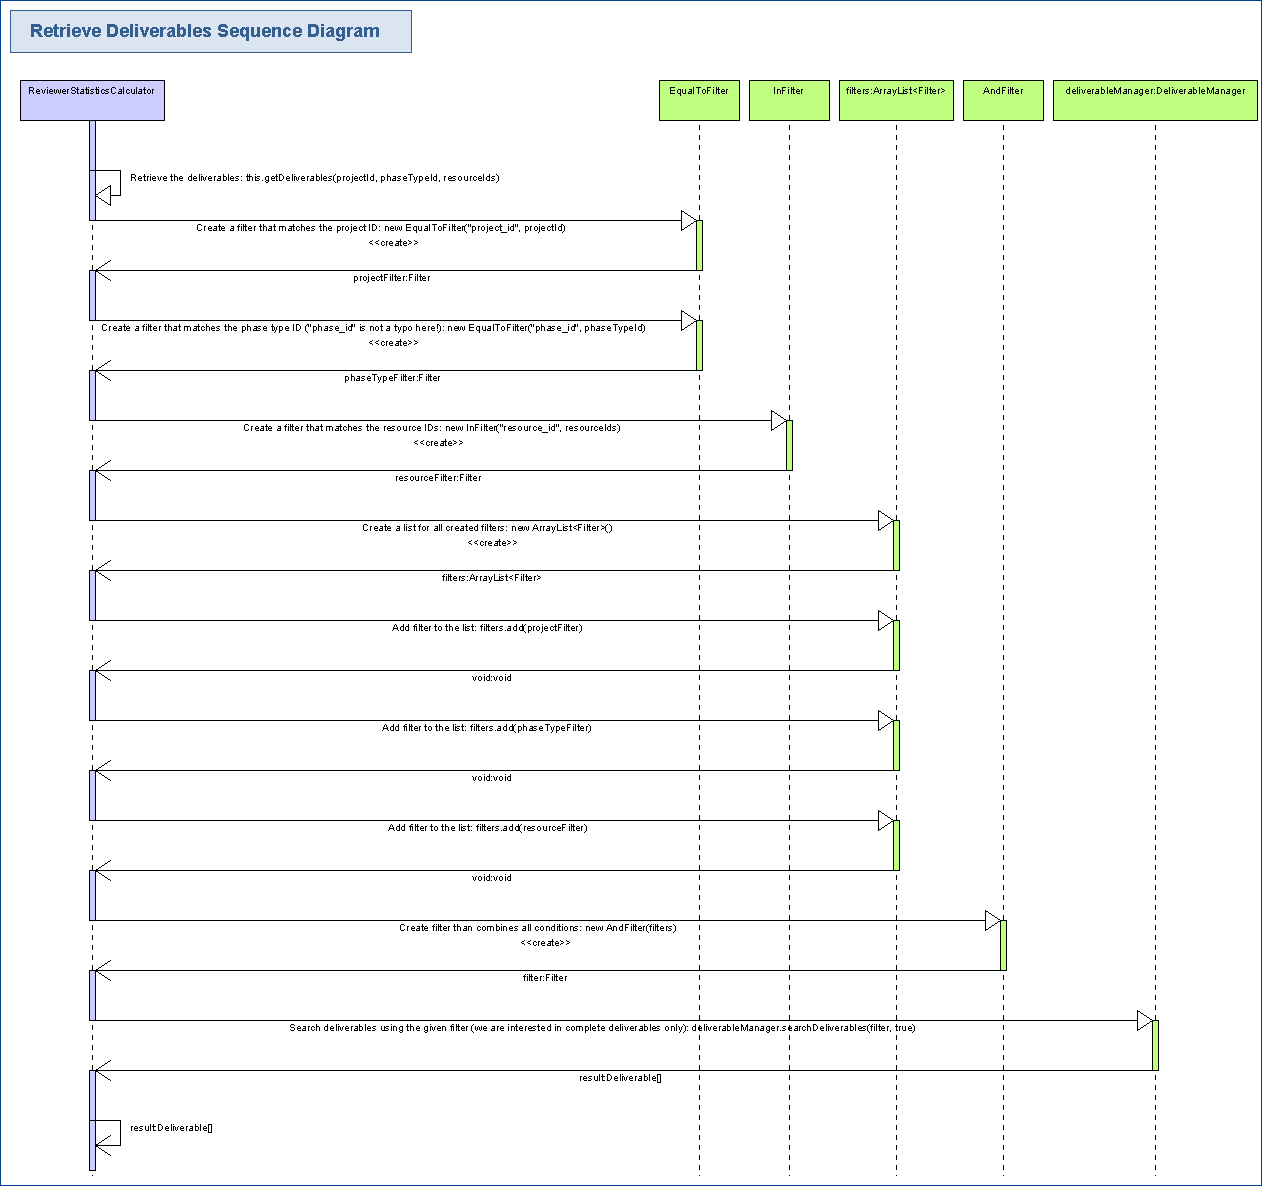 Retrieve Deliverables Sequence Diagram
ReviewerStatisticsCalculator
EqualToFilter
InFilter
filters:ArrayList<Filter>
AndFilter
deliverableManager:DeliverableManager
Retrieve the deliverables: this.getDeliverables(projectId, phaseTypeId, resourceIds)
Create a filter that matches the project ID: new EqualToFilter("project_id", projectId)
<<create>>
projectFilter:Filter
Create a filter that matches the phase type ID ("phase_id" is not a typo here!): new EqualToFilter("phase_id", phaseTypeId)
<<create>>
phaseTypeFilter:Filter
Create a filter that matches the resource IDs: new InFilter("resource_id", resourceIds)
<<create>>
resourceFilter:Filter
Create a list for all created filters: new ArrayList<Filter>()
<<create>>
filters:ArrayList<Filter>
Add filter to the list: filters.add(projectFilter)
void:void
Add filter to the list: filters.add(phaseTypeFilter)
void:void
Add filter to the list: filters.add(resourceFilter)
void:void
Create filter than combines all conditions: new AndFilter(filters)
<<create>>
filter:Filter
Search deliverables using the given filter (we are interested in complete deliverables only): deliverableManager.searchDeliverables(filter, true)
result:Deliverable[]
result:Deliverable[]